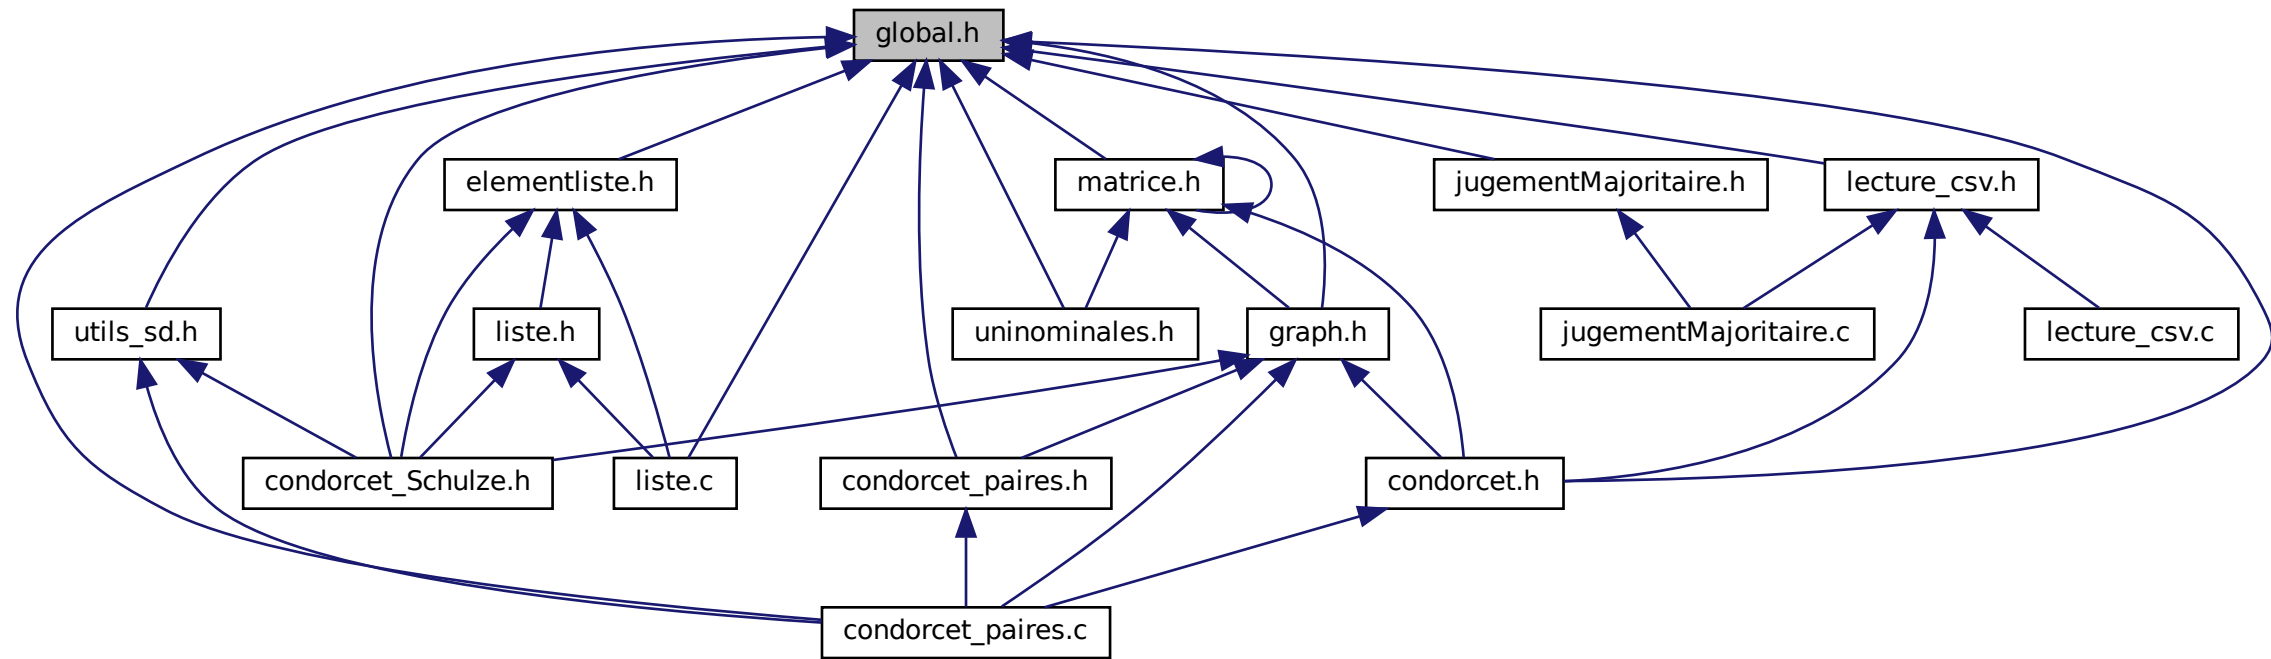 global.h
elementliste.h
matrice.h
jugementMajoritaire.h
lecture_csv.h
utils_sd.h
liste.h
uninominales.h
graph.h
jugementMajoritaire.c
lecture_csv.c
condorcet_Schulze.h
liste.c
condorcet_paires.h
condorcet.h
condorcet_paires.c